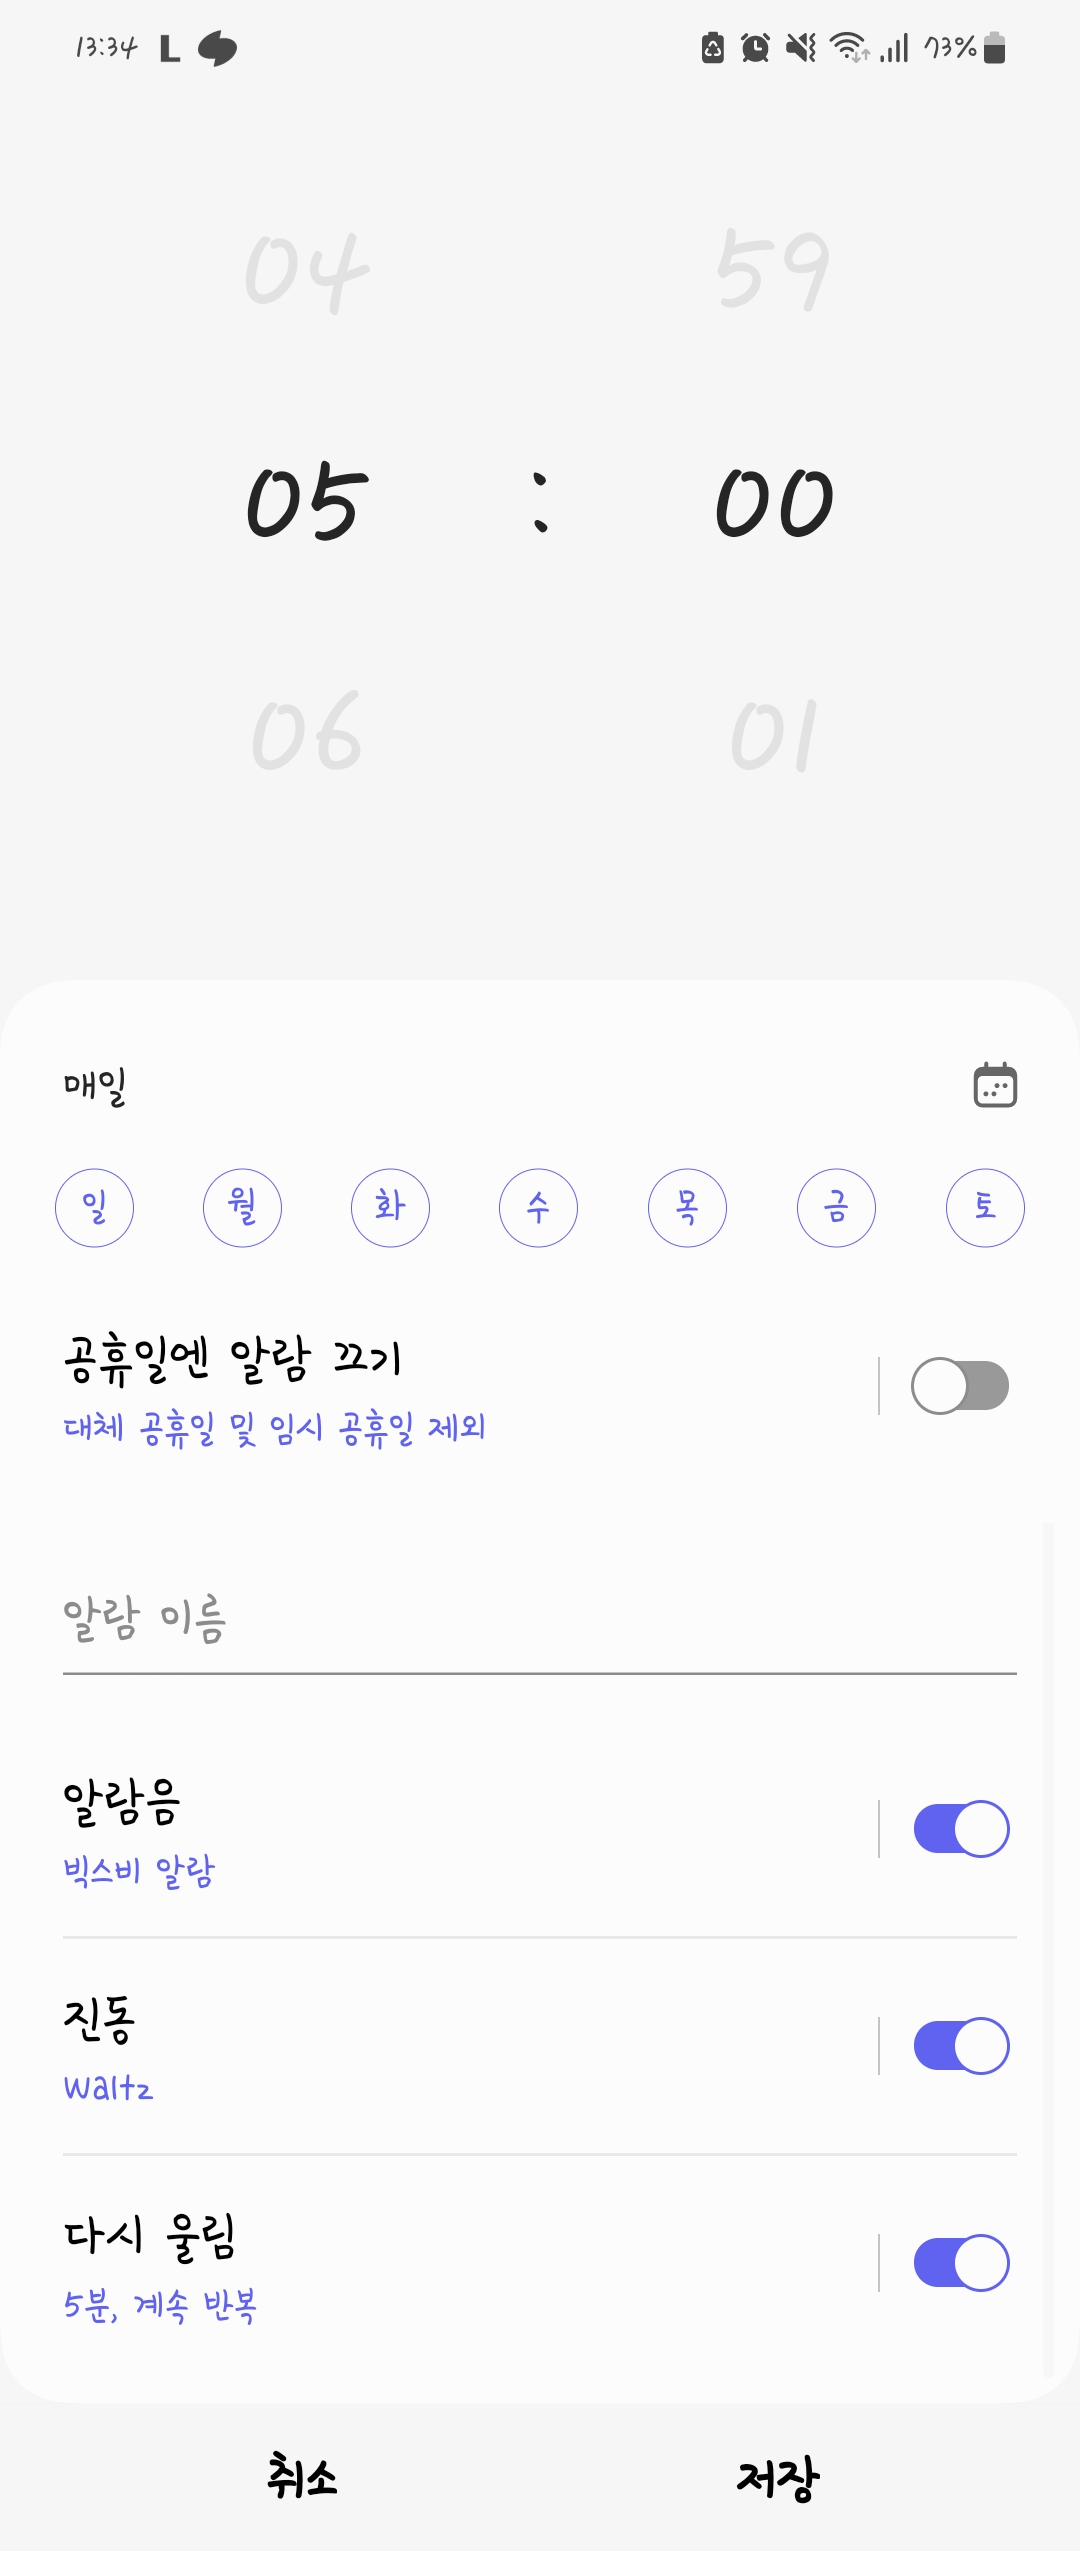 13:34 L 73%
04 59
05 : 00
06 01
매일
일 월 화 수 목 금 토
공휴일엔 알람 끄기
대체 공휴일 및 임시 공휴일 제외
알람 이름
알람음
빅스비 알람
진동
Waltz
다시 울림
5분, 계속 반복
취소 저장